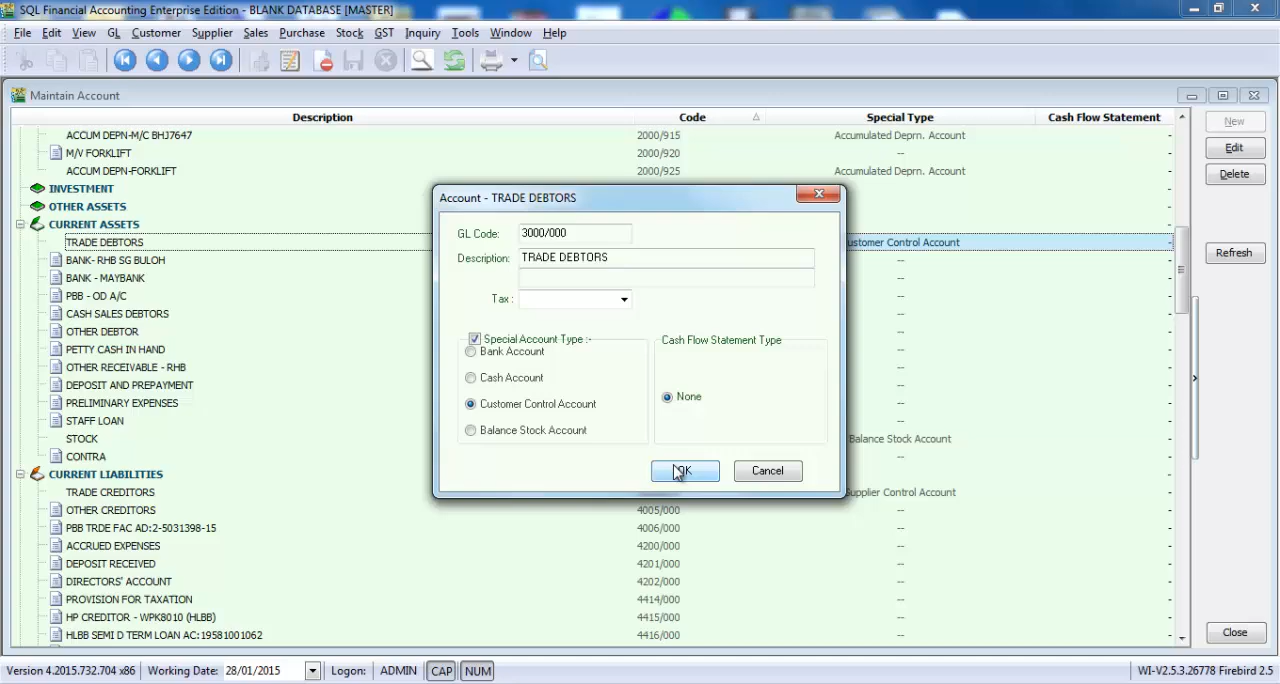 SQL Financial Accounting Enterprise Edition - BLANK DATABASE [MASTER]
File Edit View GL Customer Supplier Sales Purchase Stock GST Inquiry Tools Window Help
Maintain Account
Description Code Special Type Cash Flow Statement
ACCUM DEPN-M/C BHJ7647 2000/915 Accumulated Deprn. Account -
M/V FORKLIFT 2000/920 -- -
ACCUM DEPN-FORKLIFT 2000/925 Accumulated Deprn. Account -
INVESTMENT
OTHER ASSETS
CURRENT ASSETS
TRADE DEBTORS ustomer Control Account -
BANK- RHB SG BULOH -- -
BANK - MAYBANK -- -
PBB - OD A/C -- -
CASH SALES DEBTORS -- -
OTHER DEBTOR -- -
PETTY CASH IN HAND -- -
OTHER RECEIVABLE - RHB -- -
DEPOSIT AND PREPAYMENT -- -
PRELIMINARY EXPENSES -- -
STAFF LOAN -- -
STOCK Balance Stock Account -
CONTRA -- -
CURRENT LIABILITIES
TRADE CREDITORS upplier Control Account -
OTHER CREDITORS 4005/000 -- -
PBB TRDE FAC AD:2-5031398-15 4006/000 -- -
ACCRUED EXPENSES 4200/000 -- -
DEPOSIT RECEIVED 4201/000 -- -
DIRECTORS' ACCOUNT 4202/000 -- -
PROVISION FOR TAXATION 4414/000 -- -
HP CREDITOR - WPK8010 (HLBB) 4415/000 -- -
HLBB SEMI D TERM LOAN AC:19581001062 4416/000 -- -
New
Edit
Delete
Refresh
Close
Account - TRADE DEBTORS
GL Code: 3000/000
Description: TRADE DEBTORS
Tax :
Special Account Type :-
Bank Account
Cash Account
Customer Control Account
Balance Stock Account
Cash Flow Statement Type
None
OK Cancel
Version 4.2015.732.704 x86 Working Date: 28/01/2015 Logon: ADMIN CAP NUM WI-V2.5.3.26778 Firebird 2.5